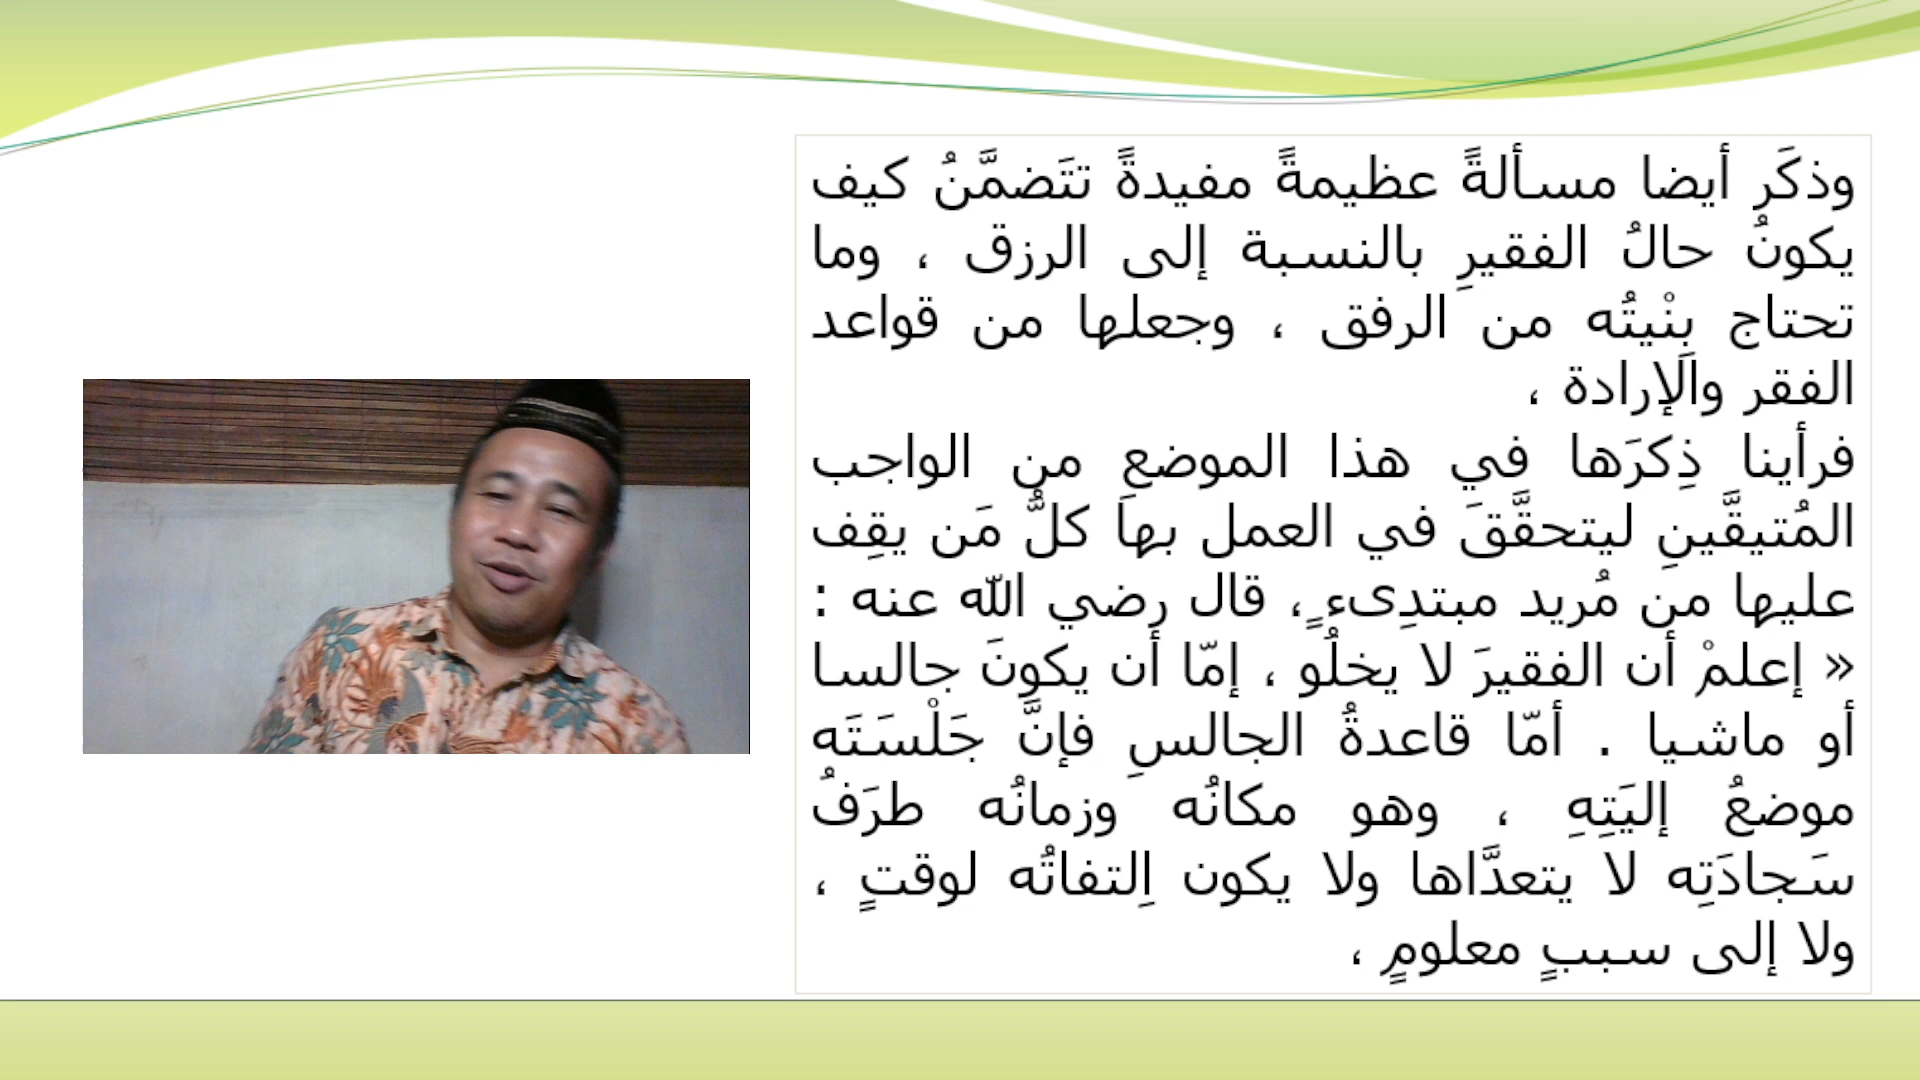 وذكَر أيضا مسألةً عظيمةً مفيدةً تتَضمَّنُ كيف
يكونُ حالُ الفقيرِ بالنسبة إلى الرزق ، وما
تحتاج بِنْيتُه من الرفق ، وجعلها من قواعد
الفقر والإرادة ،
فرأينا ذِكرَها في هذا الموضعِ من الواجب
المُتيقَّينِ ليتحقَّقَ في العمل بها كلُّ مَن يقِف
عليها من مُريد مبتدِىءٍ ، قال رضي الله عنه :
« إعلمْ أن الفقيرَ لا يخلُو ، إمّا أن يكونَ جالسا
أو ماشيا . أمّا قاعدةُ الجالسِ فإنَّ جَلْسَتَه
موضعُ إليَتِهِ ، وهو مكانُه وزمانُه طرَفُ
سَجادَتِه لا يتعدَّاها ولا يكون اِلتفاتُه لوقتٍ ،
ولا إلى سببٍ معلومٍ ،